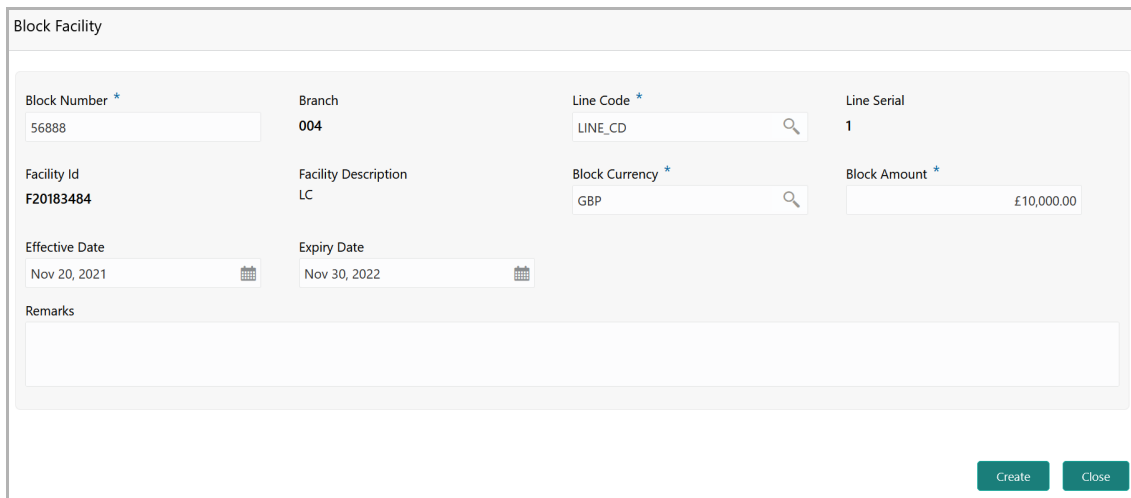 Block Facility
Block Number *
Branch
Line Code *
Line Serial
56888
004
LINE_CD
1
Facility Id
Facility Description
Block Currency *
Block Amount *
F20183484
LC
GBP
£10,000.00
Effective Date
Expiry Date
Nov 20, 2021
Nov 30, 2022
Remarks
Create
Close